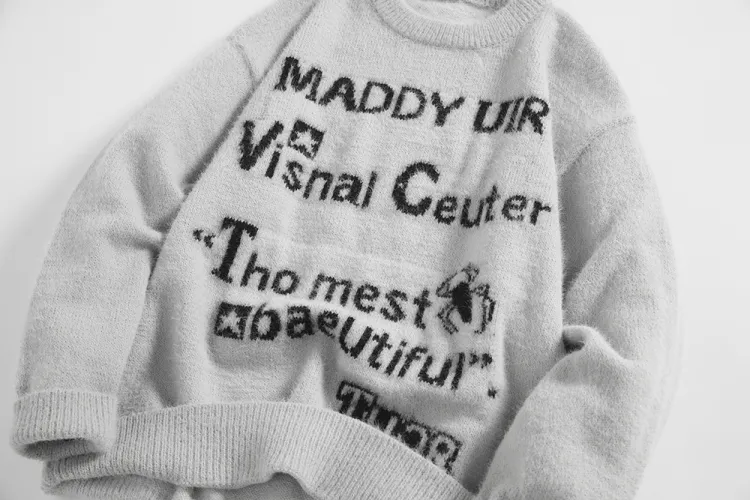 MADDY UIR
Visnal Ceuter
“Tho mest
baeutiful”.